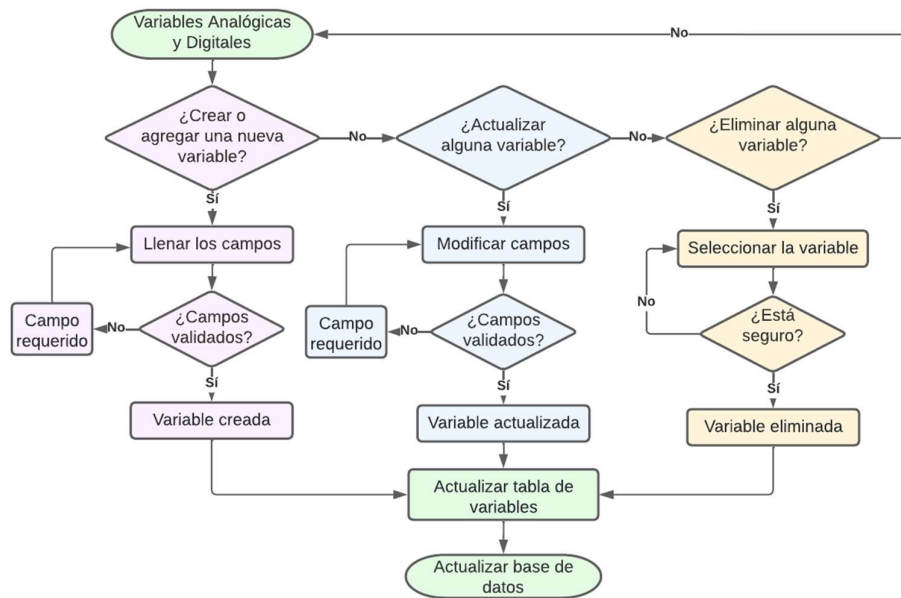 Variables Analógicas
y Digitales
No
¿Crear o
agregar una nueva
variable?
No
¿Actualizar
alguna variable?
No
¿Eliminar alguna
variable?
Sí
Sí
Sí
Llenar los campos
Modificar campos
Seleccionar la variable
Campo
requerido
No
¿Campos
validados?
Campo
requerido
No
¿Campos
validados?
No
¿Está
seguro?
Sí
Sí
Sí
Variable creada
Variable actualizada
Variable eliminada
Actualizar tabla de
variables
Actualizar base de
datos